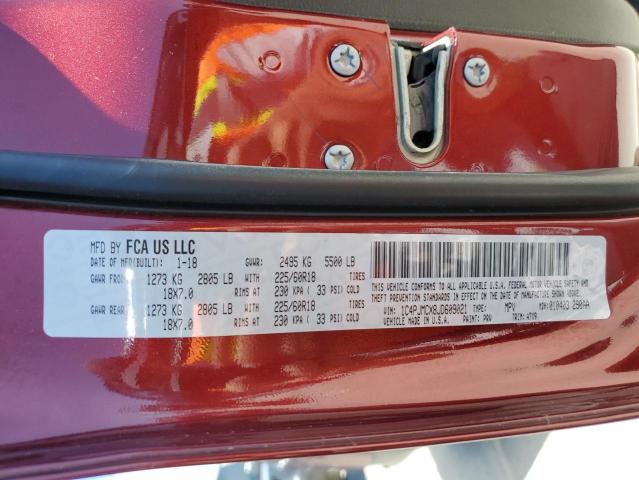 MFD BY FCA US LLC
DATE OF MFD(BUILT): 1-18 GVWR: 2495 KG 5500 LB
GAWR FRONT: 1273 KG 2805 LB WITH 225/60R18 TIRES
18X7.0 RIMS AT 230 KPA ( 33 PSI) COLD
GAWR REAR: 1273 KG 2805 LB WITH 225/60R18 TIRES
18X7.0 RIMS AT 230 KPA ( 33 PSI) COLD
THIS VEHICLE CONFORMS TO ALL APPLICABLE FEDERAL MOTOR VEHICLE SAFETY
AND THEFT PREVENTION STANDARDS IN EFFECT ON THE DATE OF MANUFACTURE SHOWN ABOVE.
VIN: 1C4PJMCX8JD609021 TYPE: MPV MDH:010423 290AA
VEHICLE MADE IN U.S.A. PAINT: PRV TRIM: